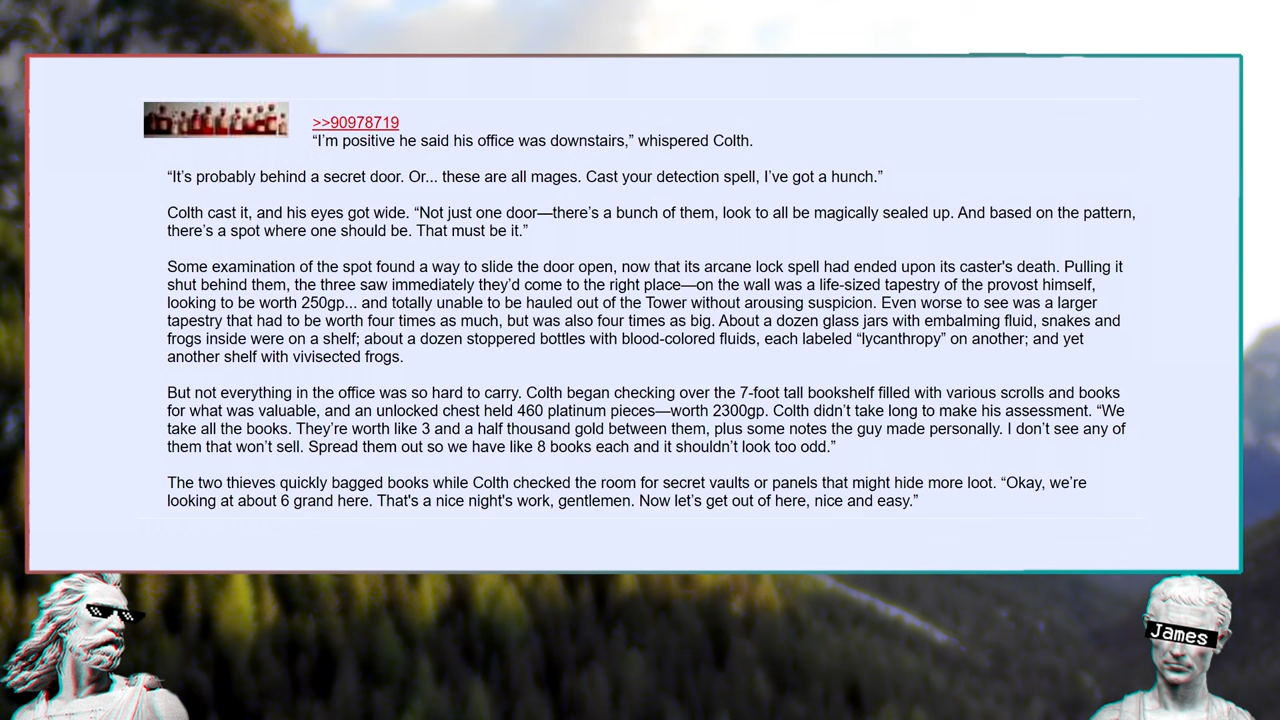 >>90978719
“I’m positive he said his office was downstairs,” whispered Colth.
“It’s probably behind a secret door. Or... these are all mages. Cast your detection spell, I’ve got a hunch.”
Colth cast it, and his eyes got wide. “Not just one door—there’s a bunch of them, look to all be magically sealed up. And based on the pattern,
there’s a spot where one should be. That must be it.”
Some examination of the spot found a way to slide the door open, now that its arcane lock spell had ended upon its caster's death. Pulling it
shut behind them, the three saw immediately they’d come to the right place—on the wall was a life-sized tapestry of the provost himself,
looking to be worth 250gp... and totally unable to be hauled out of the Tower without arousing suspicion. Even worse to see was a larger
tapestry that had to be worth four times as much, but was also four times as big. About a dozen glass jars with embalming fluid, snakes and
frogs inside were on a shelf; about a dozen stoppered bottles with blood-colored fluids, each labeled “lycanthropy” on another; and yet
another shelf with vivisected frogs.
But not everything in the office was so hard to carry. Colth began checking over the 7-foot tall bookshelf filled with various scrolls and books
for what was valuable, and an unlocked chest held 460 platinum pieces—worth 2300gp. Colth didn’t take long to make his assessment. “We
take all the books. They’re worth like 3 and a half thousand gold between them, plus some notes the guy made personally. I don’t see any of
them that won’t sell. Spread them out so we have like 8 books each and it shouldn’t look too odd.”
The two thieves quickly bagged books while Colth checked the room for secret vaults or panels that might hide more loot. “Okay, we’re
looking at about 6 grand here. That's a nice night's work, gentlemen. Now let’s get out of here, nice and easy.”
James